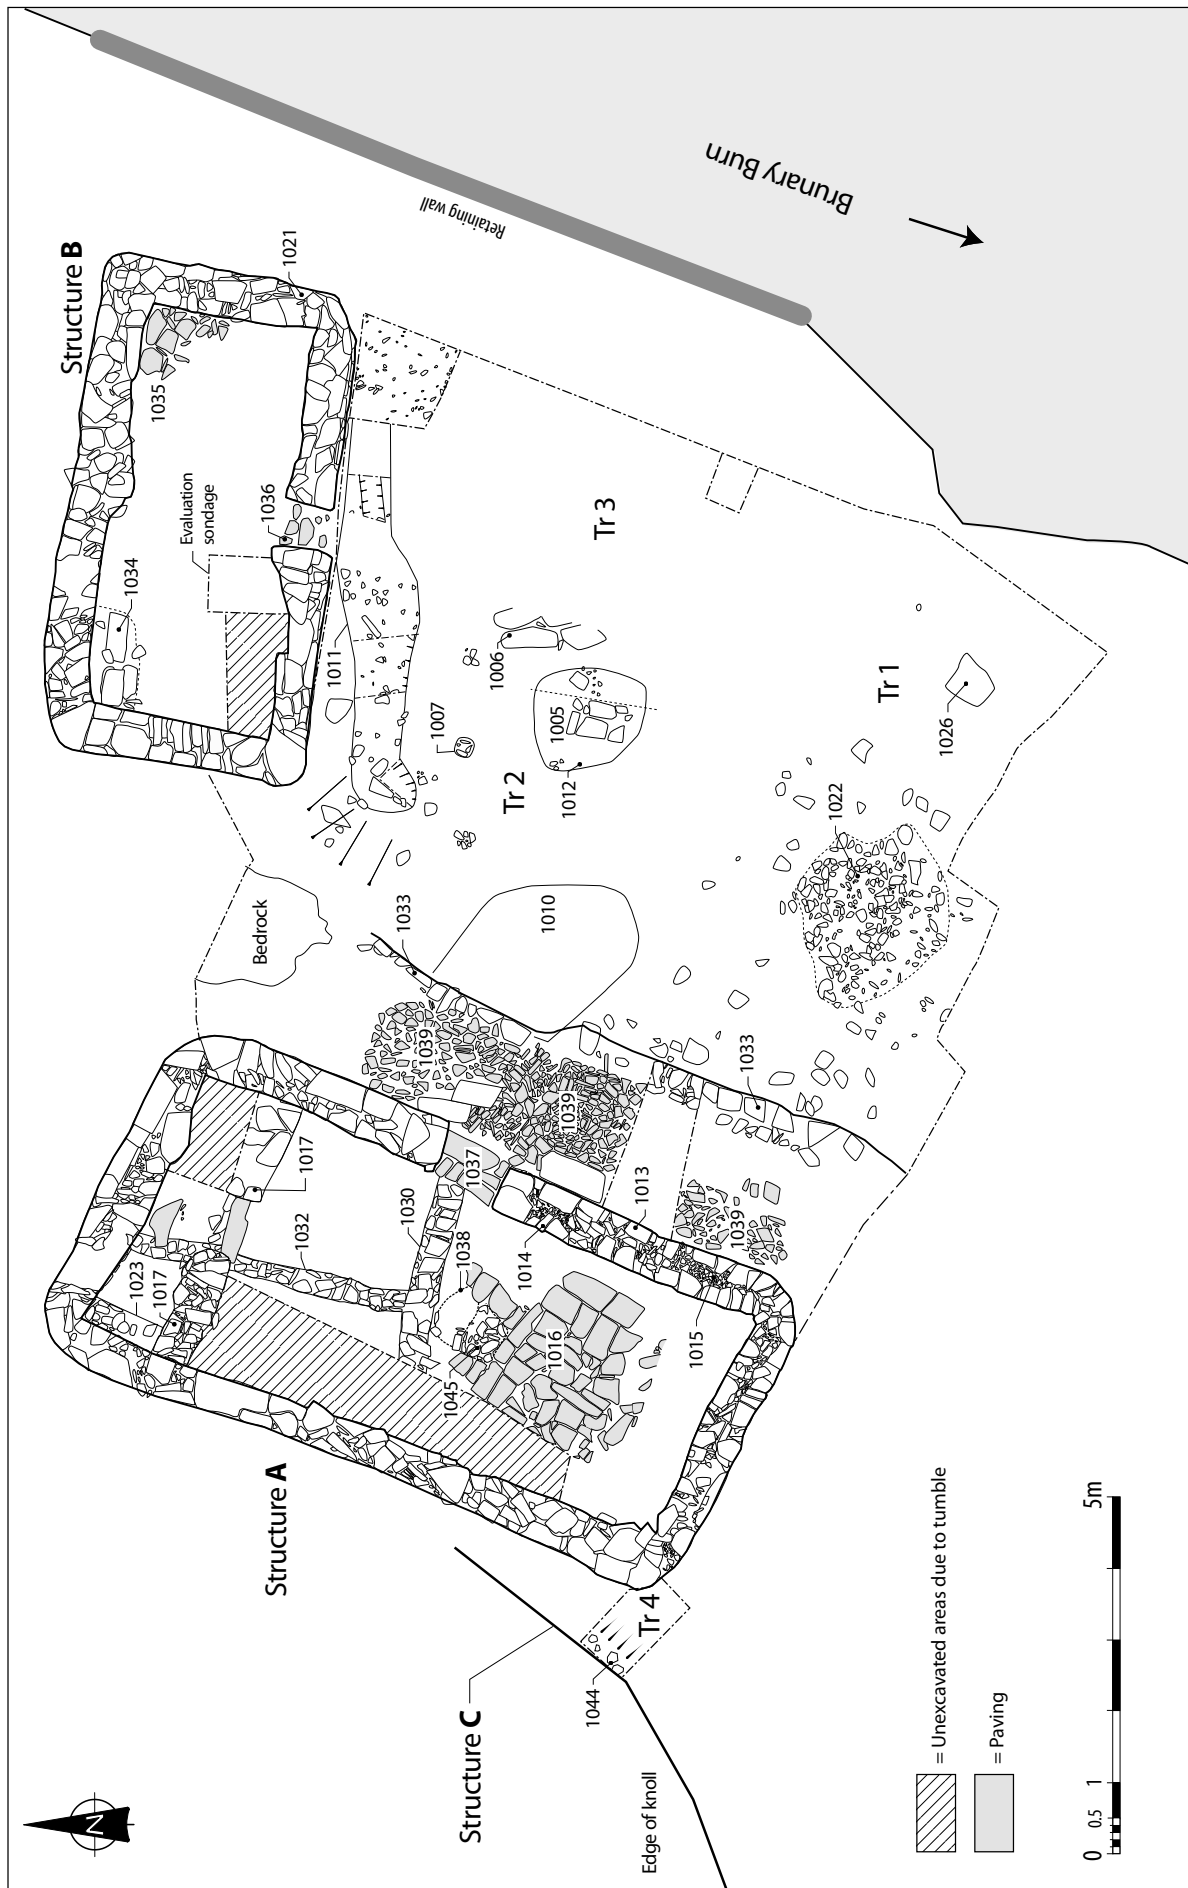 Structure B
1021
1035
Evaluation
sondage
1036
1034
1011
Retaining wall
Brunary Burn
Tr 3
1006
1007
1005
1012
Tr 2
Tr 1
1026
1022
Bedrock
1033
1010
1039
1039
1033
1017
1037
1013
1039
1032
1030
1038
1014
1023
1017
1016
1015
1045
Structure A
Structure C
Tr 4
1044
Edge of knoll
N
= Unexcavated areas due to tumble
= Paving
0
0.5
1
5m